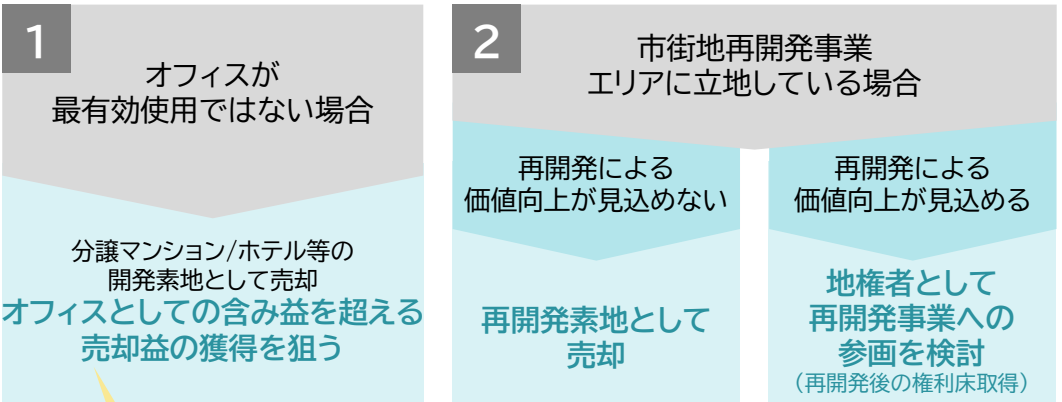 1
オフィスが
最有効使用ではない場合
分譲マンション/ホテル等の
開発素地として売却
オフィスとしての含み益を超える
売却益の獲得を狙う
2
市街地再開発事業
エリアに立地している場合
再開発による
価値向上が見込めない
再開発素地として
売却
再開発による
価値向上が見込める
地権者として
再開発事業への
参画を検討
（再開発後の権利床取得）